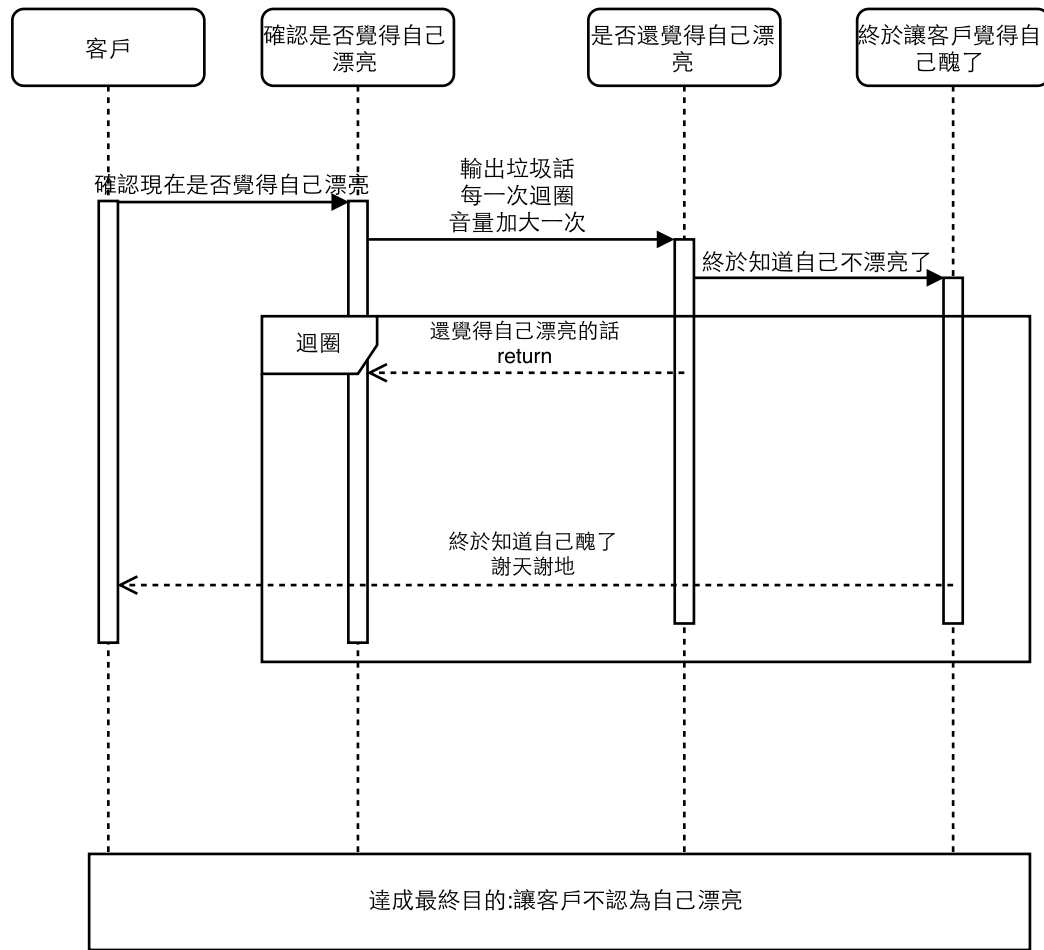 客戶
確認是否覺得自己
漂亮
是否還覺得自己漂
亮
終於讓客戶覺得自
己醜了
確認現在是否覺得自己漂亮
輸出垃圾話
每一次迴圈
音量加大一次
終於知道自己不漂亮了
迴圈
還覺得自己漂亮的話
return
終於知道自己醜了
謝天謝地
達成最終目的:讓客戶不認為自己漂亮